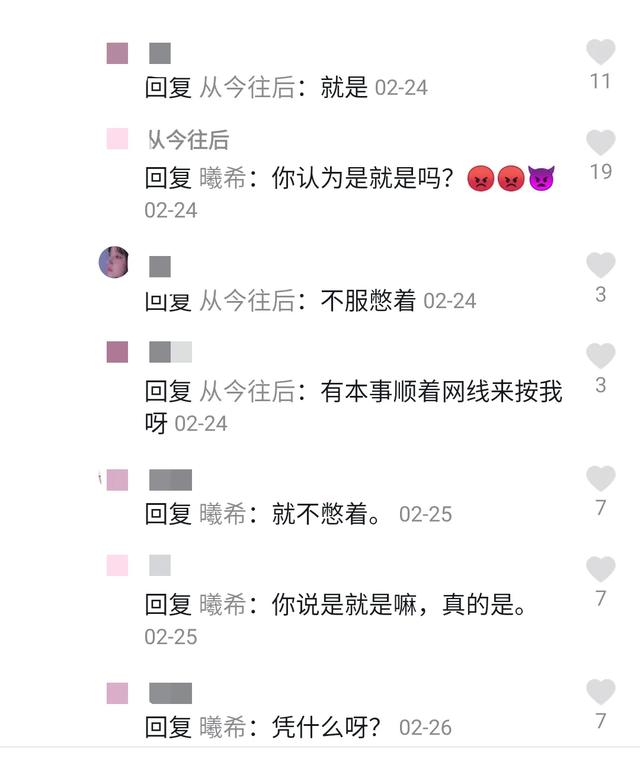 11
回复 从今往后：就是 02-24
从今往后
19
回复 曦希：你认为是就是吗？😡😡😈
02-24
回复 从今往后：不服憋着 02-24
3
回复 从今往后：有本事顺着网线来按我
3
呀 02-24
回复 曦希：就不憋着。 02-25
7
回复 曦希：你说是就是嘛，真的是。
7
02-25
回复 曦希：凭什么呀？ 02-26
7